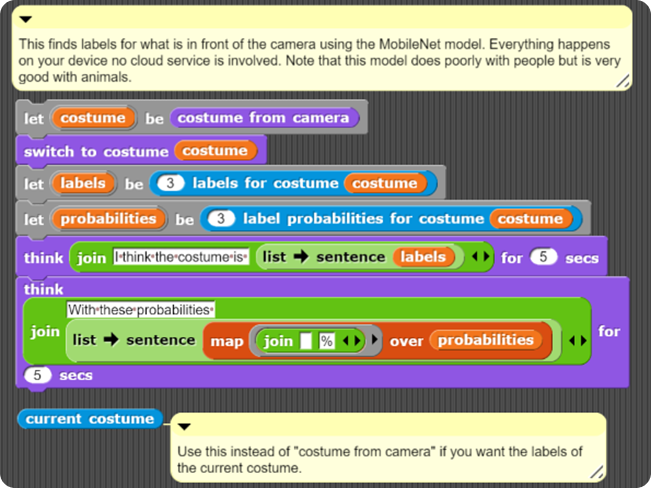 This finds labels for what is in front of the camera using the MobileNet model. Everything happens
on your device no cloud service is involved. Note that this model does poorly with people but is very
good with animals.
let costume be costume from camera
switch to costume costume
let labels be 3 labels for costume costume
let probabilities be 3 label probabilities for costume costume
think join I think the costume is list → sentence labels for 5 secs
think
With these probabilities
join list → sentence map join % over probabilities for
5 secs
current costume
Use this instead of "costume from camera" if you want the labels of
the current costume.